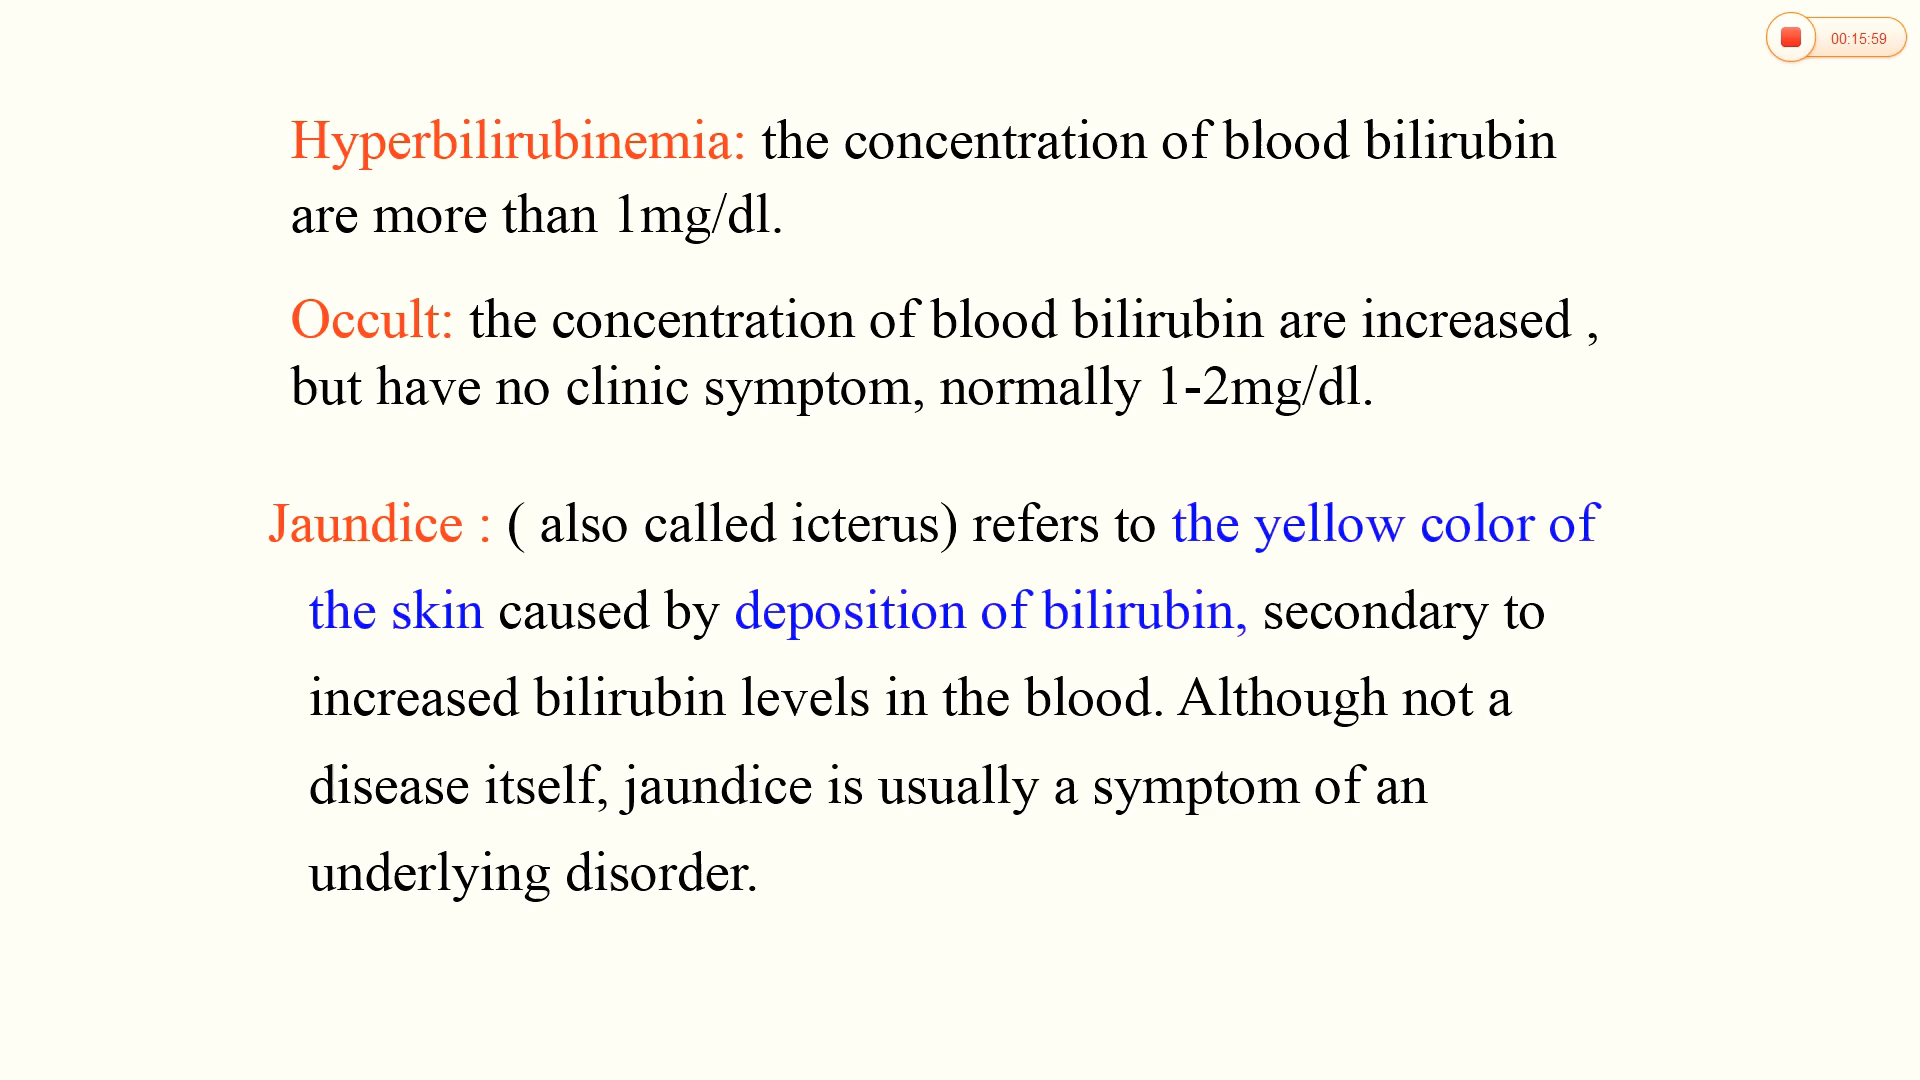 00:15:59
Hyperbilirubinemia: the concentration of blood bilirubin
are more than 1mg/dl.
Occult: the concentration of blood bilirubin are increased ,
but have no clinic symptom, normally 1-2mg/dl.
Jaundice : ( also called icterus) refers to the yellow color of
the skin caused by deposition of bilirubin, secondary to
increased bilirubin levels in the blood. Although not a
disease itself, jaundice is usually a symptom of an
underlying disorder.